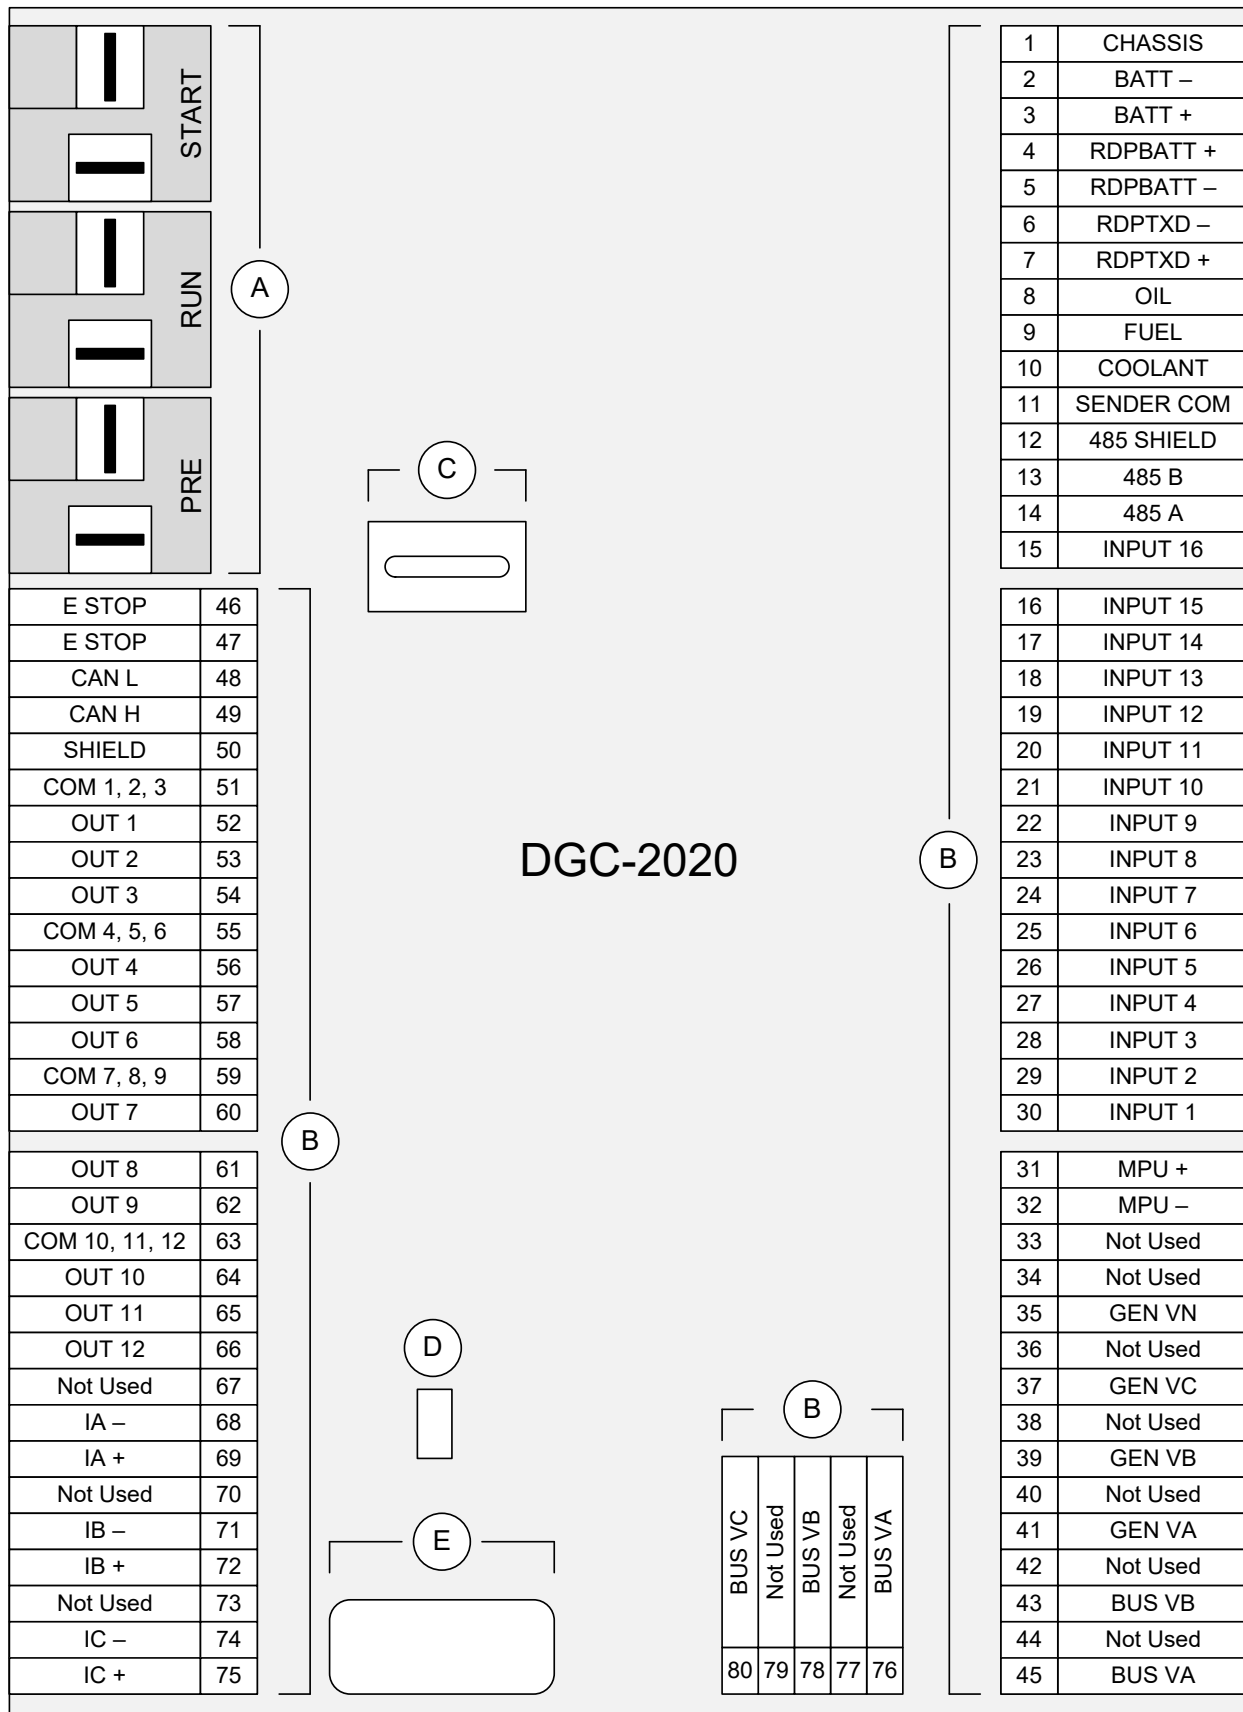 START
RUN
PRE
A
E STOP 46
E STOP 47
CAN L 48
CAN H 49
SHIELD 50
COM 1, 2, 3 51
OUT 1 52
OUT 2 53
OUT 3 54
COM 4, 5, 6 55
OUT 4 56
OUT 5 57
OUT 6 58
COM 7, 8, 9 59
OUT 7 60
OUT 8 61
OUT 9 62
COM 10, 11, 12 63
OUT 10 64
OUT 11 65
OUT 12 66
Not Used 67
IA – 68
IA + 69
Not Used 70
IB – 71
IB + 72
Not Used 73
IC – 74
IC + 75
B
C
DGC-2020
D
E
B
BUS VC
Not Used
BUS VB
Not Used
BUS VA
80 79 78 77 76
B
1 CHASSIS
2 BATT –
3 BATT +
4 RDPBATT +
5 RDPBATT –
6 RDPTXD –
7 RDPTXD +
8 OIL
9 FUEL
10 COOLANT
11 SENDER COM
12 485 SHIELD
13 485 B
14 485 A
15 INPUT 16
16 INPUT 15
17 INPUT 14
18 INPUT 13
19 INPUT 12
20 INPUT 11
21 INPUT 10
22 INPUT 9
23 INPUT 8
24 INPUT 7
25 INPUT 6
26 INPUT 5
27 INPUT 4
28 INPUT 3
29 INPUT 2
30 INPUT 1
31 MPU +
32 MPU –
33 Not Used
34 Not Used
35 GEN VN
36 Not Used
37 GEN VC
38 Not Used
39 GEN VB
40 Not Used
41 GEN VA
42 Not Used
43 BUS VB
44 Not Used
45 BUS VA